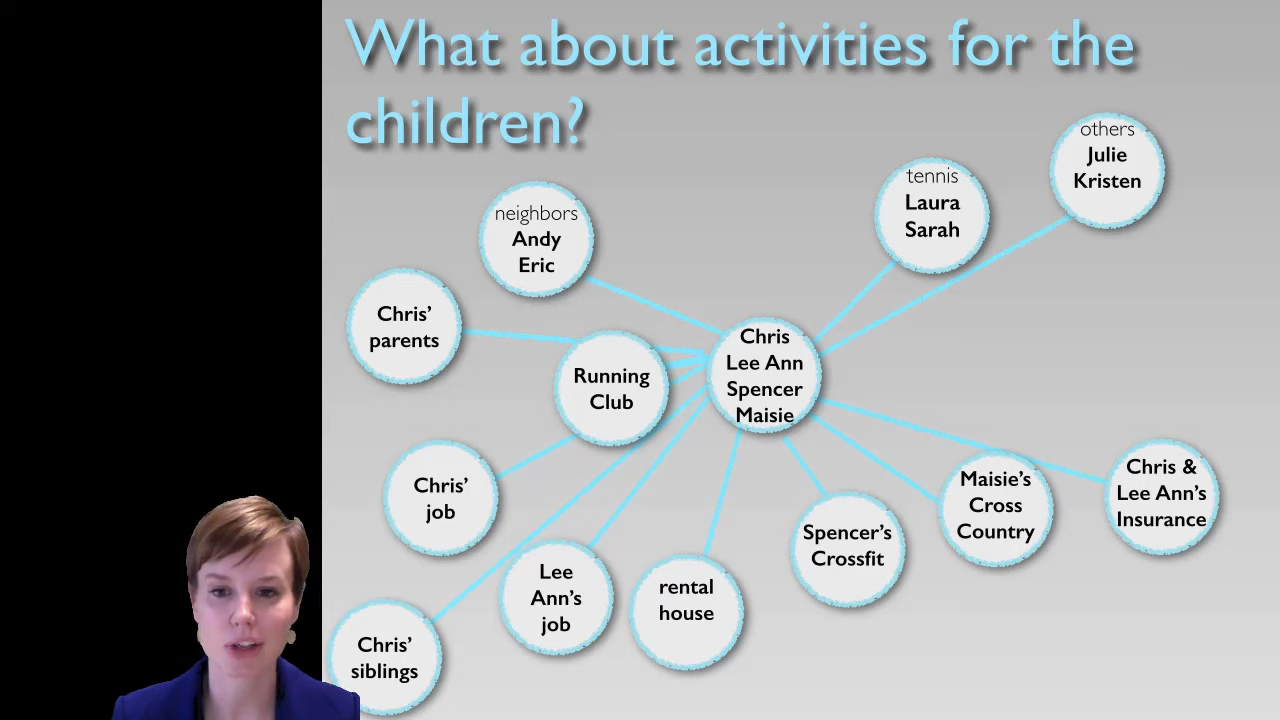 What about activities for the
children?
others
Julie
Kristen
tennis
Laura
Sarah
neighbors
Andy
Eric
Chris’
parents
Running
Club
Chris
Lee Ann
Spencer
Maisie
Chris’
job
Maisie’s
Cross
Country
Chris &
Lee Ann’s
Insurance
Spencer’s
Crossfit
Lee
Ann’s
job
rental
house
Chris’
siblings